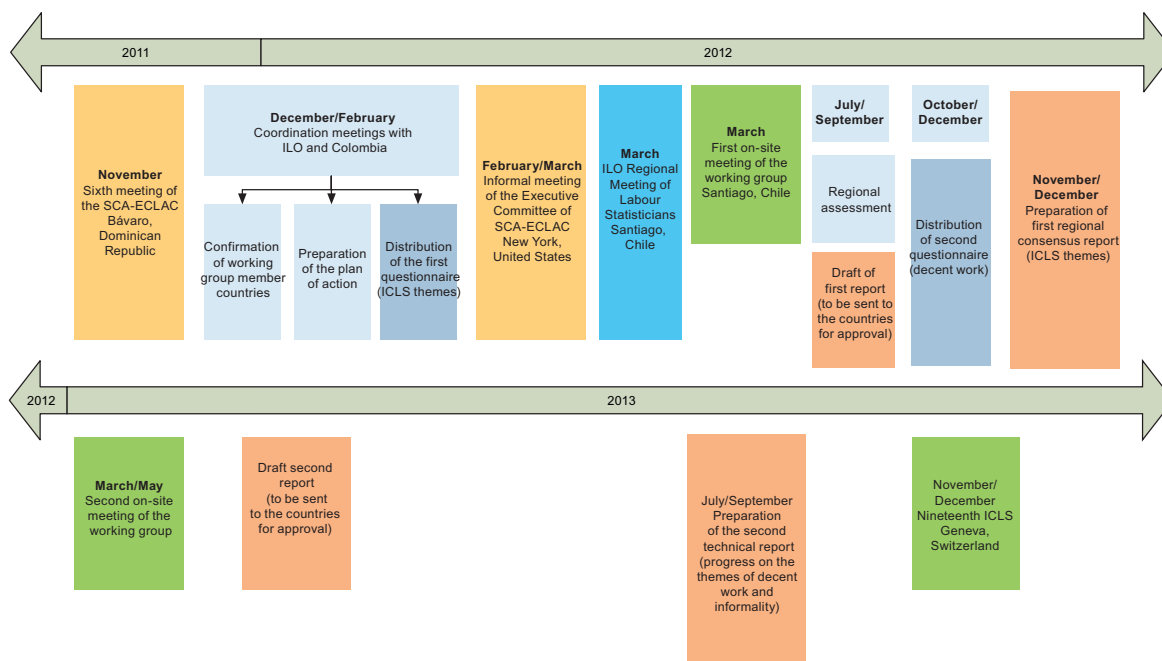 2011
2012
November
Sixth meeting of
the SCA-ECLAC
Bávaro,
Dominican
Republic
December/February
Coordination meetings with
ILO and Colombia
Confirmation
of working
group member
countries
Preparation
of the plan
of action
Distribution
of the first
questionnaire
(ICLS themes)
February/March
Informal meeting
of the Executive
Committee of
SCA-ECLAC
New York,
United States
March
ILO Regional
Meeting of
Labour
Statisticians
Santiago,
Chile
March
First on-site
meeting of the
working group
Santiago, Chile
July/
September
Regional
assessment
Draft of
first report
(to be sent to
the countries
for approval)
October/
December
Distribution
of second
questionnaire
(decent work)
November/
December
Preparation of
first regional
consensus report
(ICLS themes)
2012
2013
March/May
Second on-site
meeting of the
working group
Draft second
report
(to be sent
to the countries
for approval)
July/September
Preparation
of the second
technical report
(progress on the
themes of decent
work and
informality)
November/
December
Nineteenth ICLS
Geneva,
Switzerland